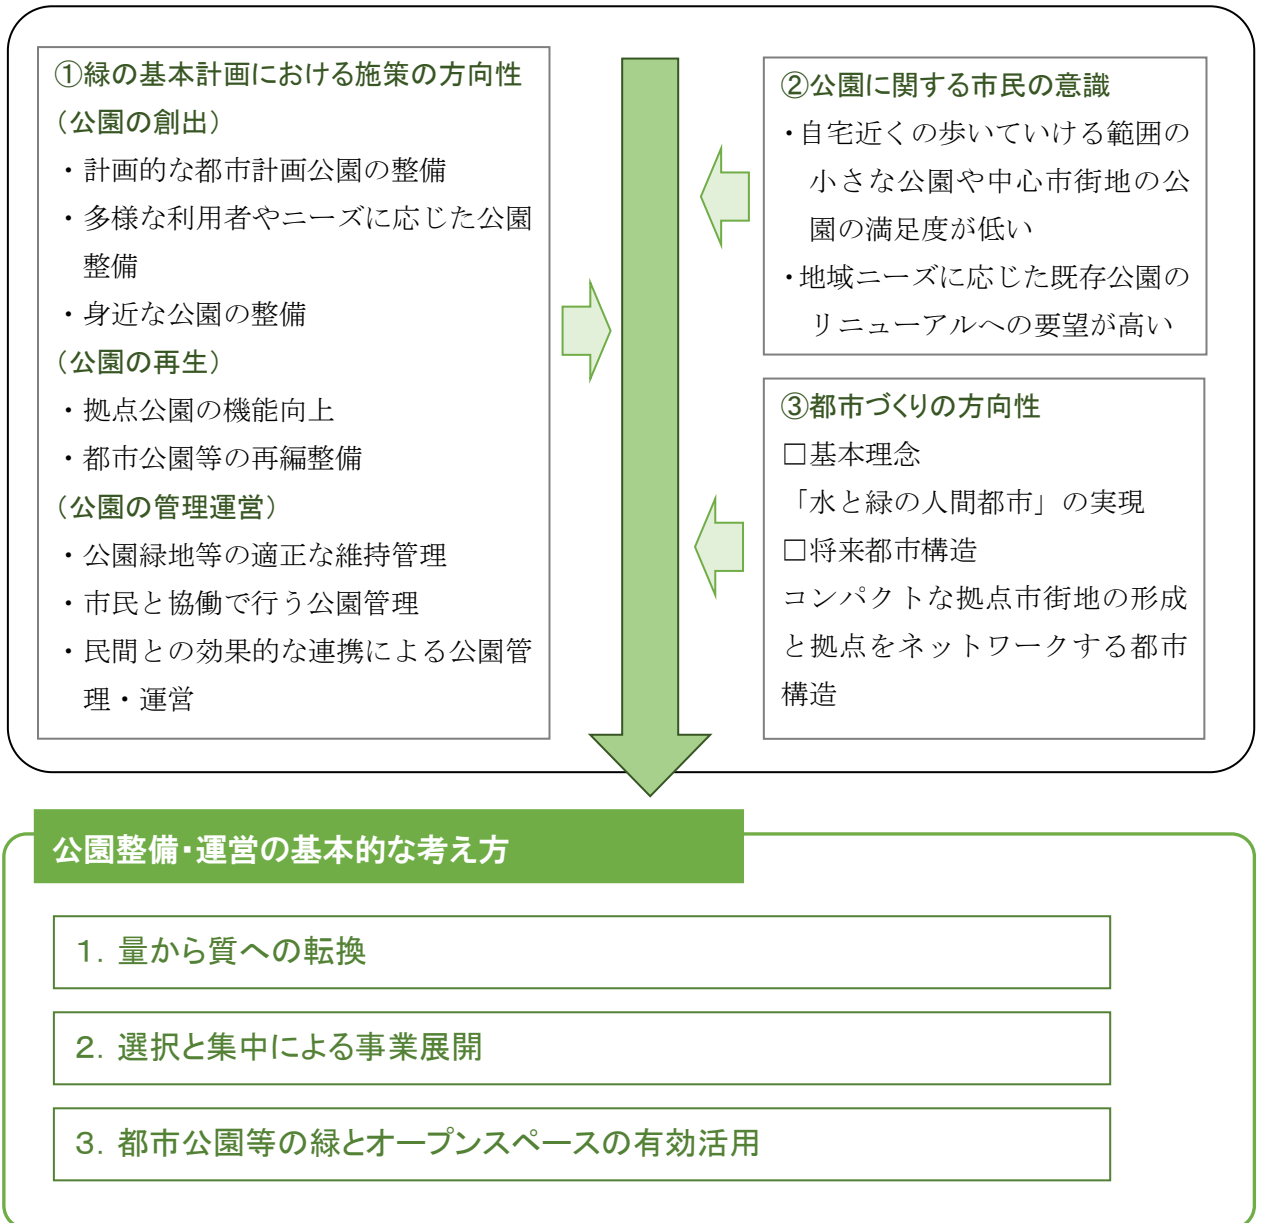 ①緑の基本計画における施策の方向性
（公園の創出）
・計画的な都市計画公園の整備
・多様な利用者やニーズに応じた公園
整備
・身近な公園の整備
（公園の再生）
・拠点公園の機能向上
・都市公園等の再編整備
（公園の管理運営）
・公園緑地等の適正な維持管理
・市民と協働で行う公園管理
・民間との効果的な連携による公園管
理・運営
②公園に関する市民の意識
・自宅近くの歩いていける範囲の
小さな公園や中心市街地の公
園の満足度が低い
・地域ニーズに応じた既存公園の
リニューアルへの要望が高い
③都市づくりの方向性
□基本理念
「水と緑の人間都市」の実現
□将来都市構造
コンパクトな拠点市街地の形成
と拠点をネットワークする都市
構造
公園整備・運営の基本的な考え方
１．量から質への転換
２．選択と集中による事業展開
３．都市公園等の緑とオープンスペースの有効活用